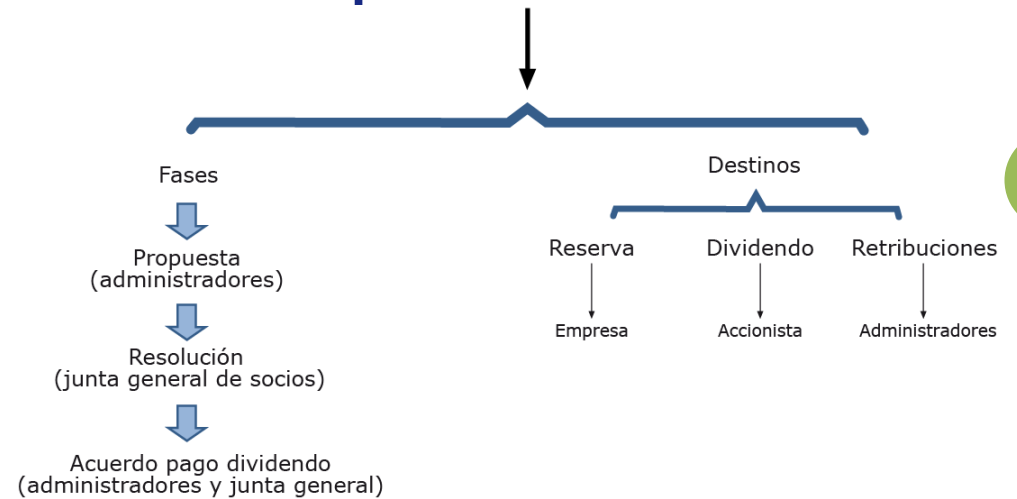 Fases
Propuesta
(administradores)
Resolución
(junta general de socios)
Acuerdo pago dividendo
(administradores y junta general)
Destinos
Reserva
Dividendo
Retribuciones
Empresa
Accionista
Administradores